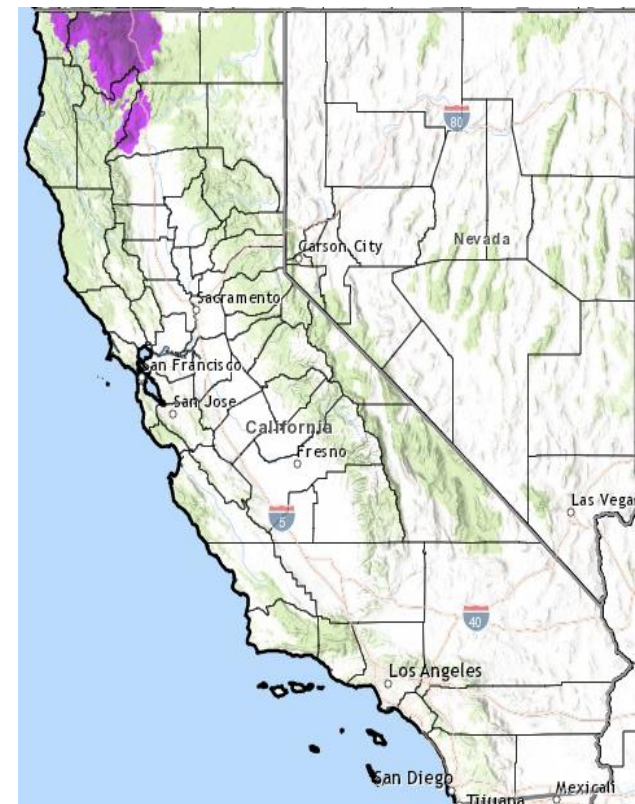 80
Carson City
Nevada
Sacramento
San Francisco
San Jose
California
Fresno
5
Las Vegas
40
Los Angeles
San Diego
Tijuana
Mexicali